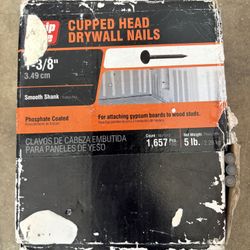 CUPPED HEAD
DRYWALL NAILS
1-3/8"
3.49 cm
Smooth Shank
Phosphate Coated
For attaching gypsum boards to wood studs.
CLAVOS DE CABEZA EMBUTIDA
PARA PANELES DE YESO
Count
1,657 Pcs
Net Weight
5 lb.